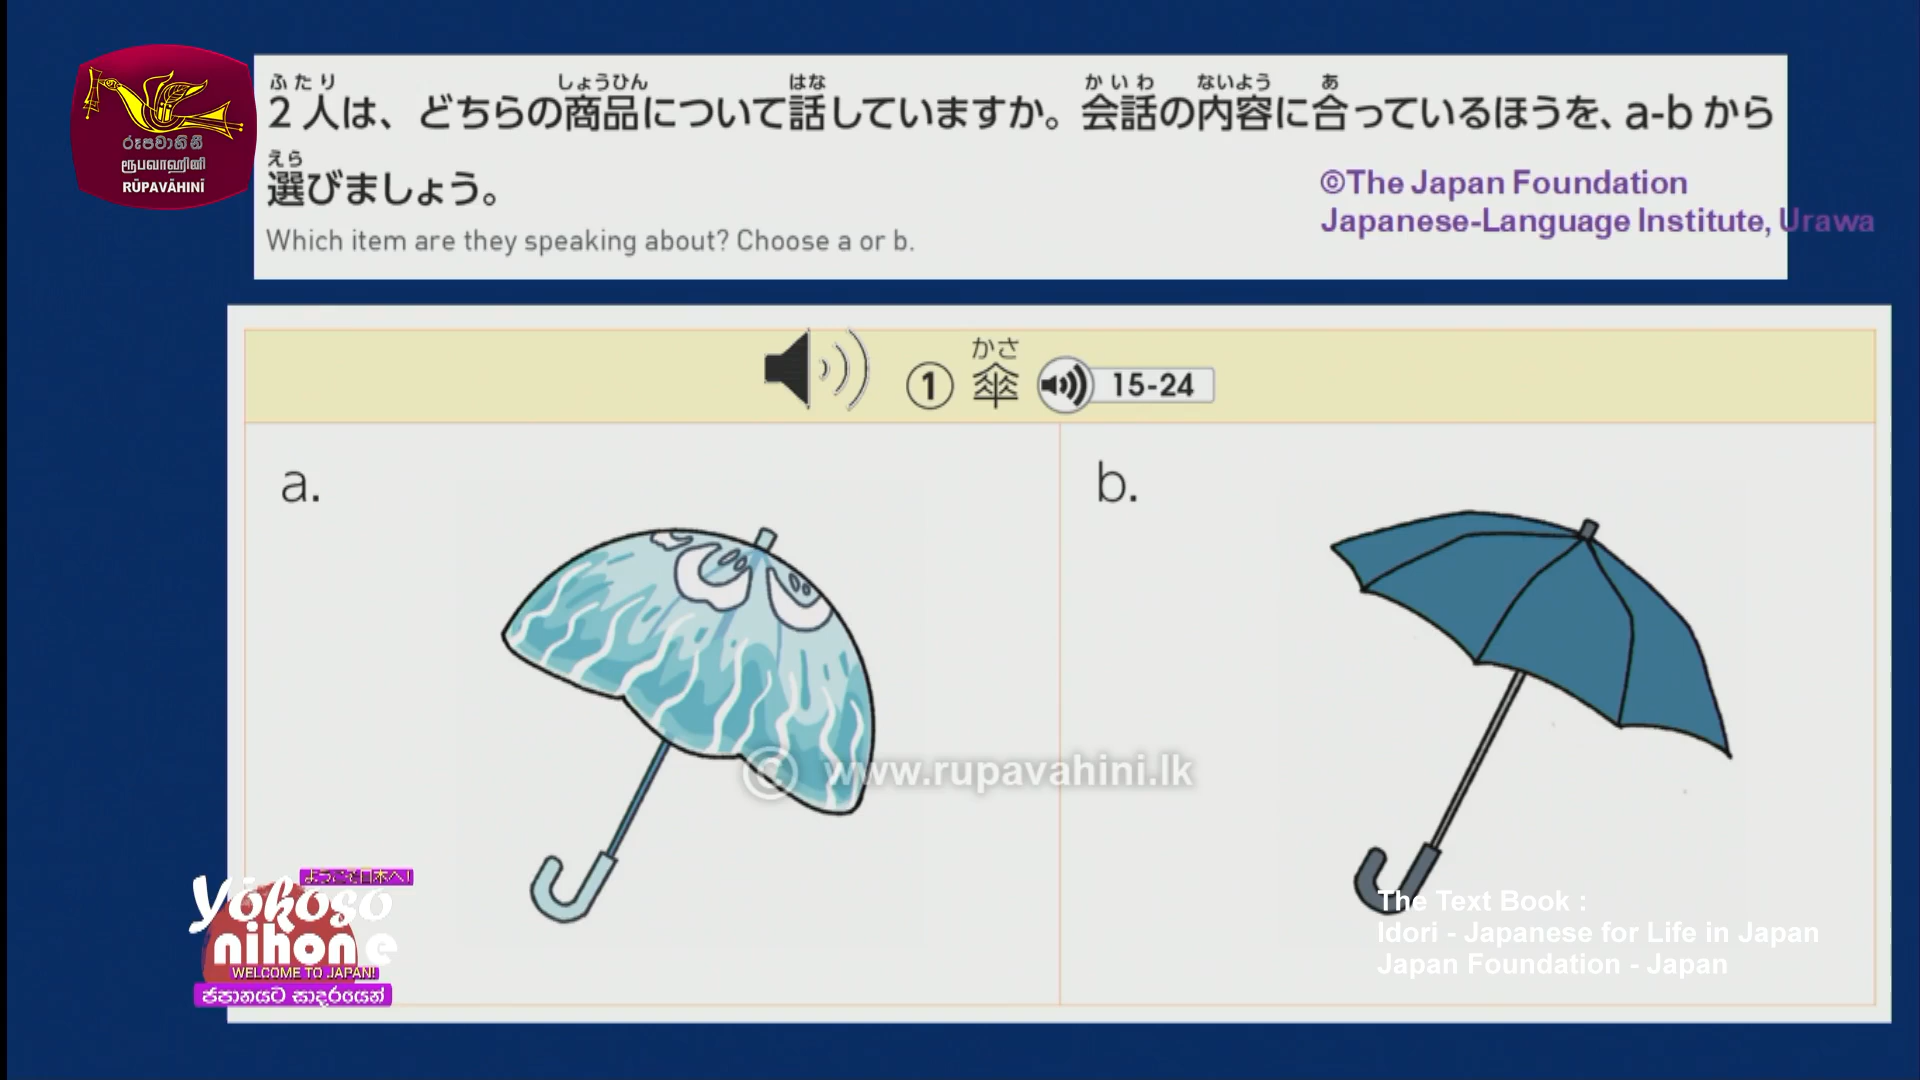 ふたり しょうひん はな かいわ ないよう あ
2人は、どちらの商品について話していますか。会話の内容に合っているほうを、a-bから
えら
選びましょう。
Which item are they speaking about? Choose a or b.
©The Japan Foundation
Japanese-Language Institute, Urawa
රූපවාහිනී
ரூபவாஹினி
RŪPAVĀHINĪ
かさ
① 傘 15-24
a.
b.
© www.rupavahini.lk
ようこそ日本へ!
Yōkoso
nihon e
WELCOME TO JAPAN!
ජපානයට සාදරයෙන්
The Text Book :
Idori - Japanese for Life in Japan
Japan Foundation - Japan